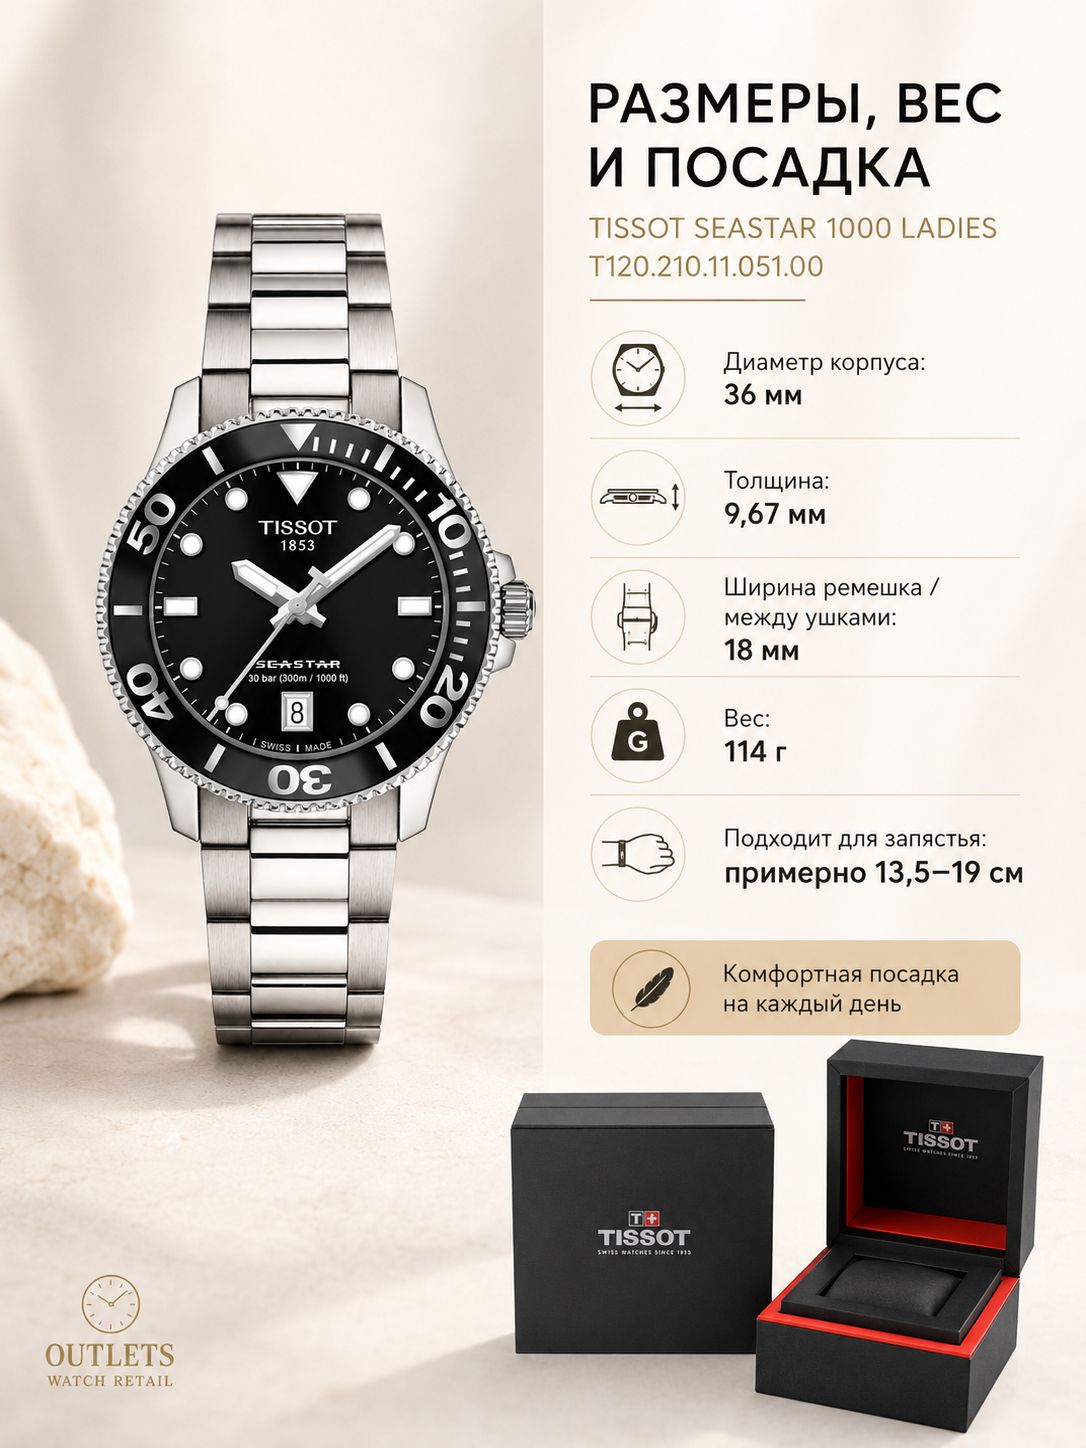 РАЗМЕРЫ, ВЕС
И ПОСАДКА
TISSOT SEASTAR 1000 LADIES
T120.210.11.051.00
Диаметр корпуса:
36 мм
Толщина:
9,67 мм
Ширина ремешка /
между ушками:
18 мм
G
Вес:
114 г
Подходит для запястья:
примерно 13,5–19 см
Комфортная посадка
на каждый день
10
20
30
40
50
TISSOT
1853
SEASTAR
30 bar (300m / 1000 ft)
8
SWISS MADE
T+
TISSOT
SWISS WATCHES SINCE 1853
T+
TISSOT
SWISS WATCHES SINCE 1853
OUTLETS
WATCH RETAIL